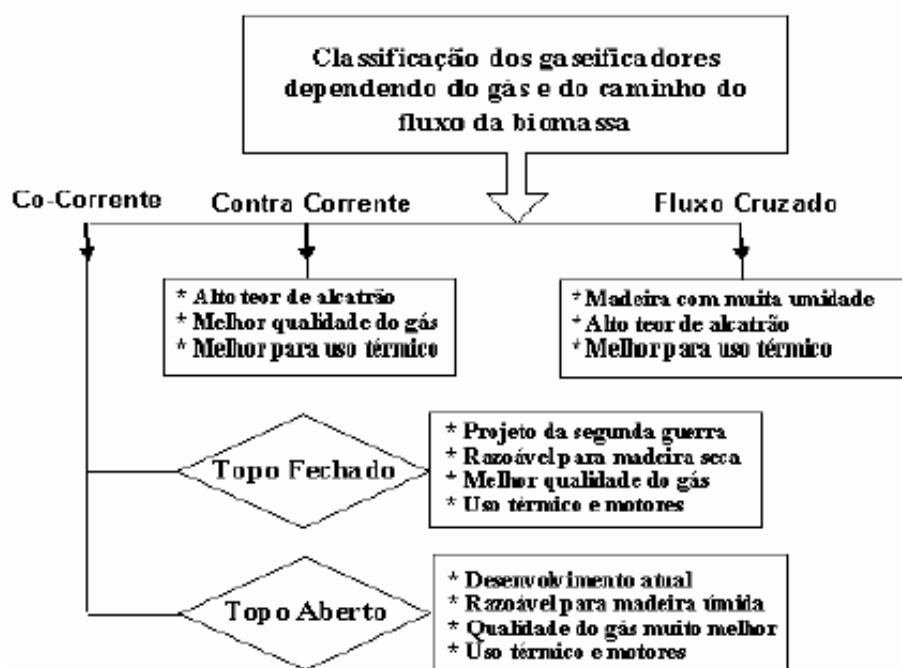 Classificação dos gaseificadores
dependendo do gás e do caminho do
fluxo da biomassa
Co-Corrente
Contra Corrente
Fluxo Cruzado
* Alto teor de alcatrão
* Melhor qualidade do gás
* Melhor para uso térmico
* Madeira com muita umidade
* Alto teor de alcatrão
* Melhor para uso térmico
Topo Fechado
* Projeto da segunda guerra
* Razoável para madeira seca
* Melhor qualidade do gás
* Uso térmico e motores
Topo Aberto
* Desenvolvimento atual
* Razoável para madeira úmida
* Qualidade do gás muito melhor
* Uso térmico e motores